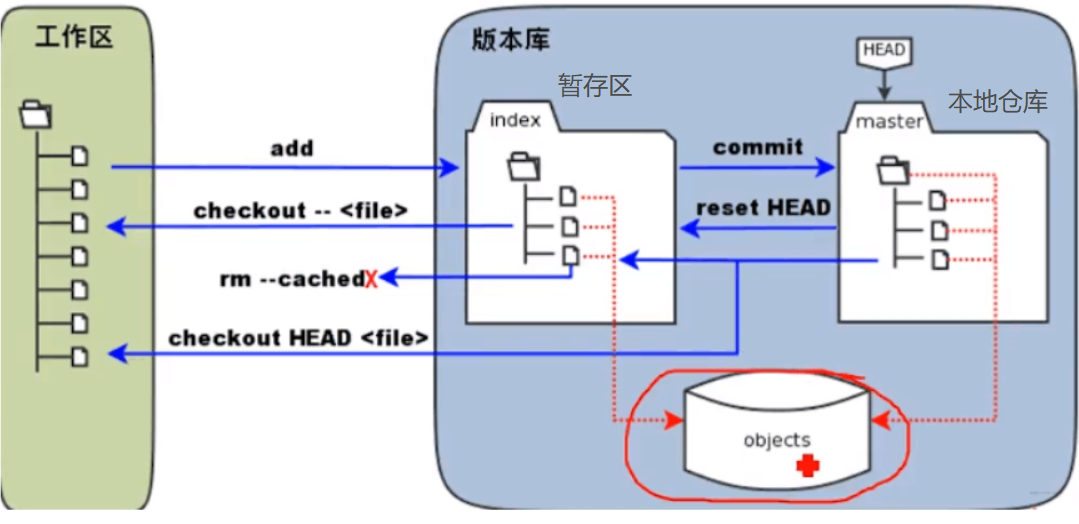 工作区
版本库
HEAD
暂存区
本地仓库
index
master
add
commit
checkout -- <file>
reset HEAD
rm --cachedX
checkout HEAD <file>
objects